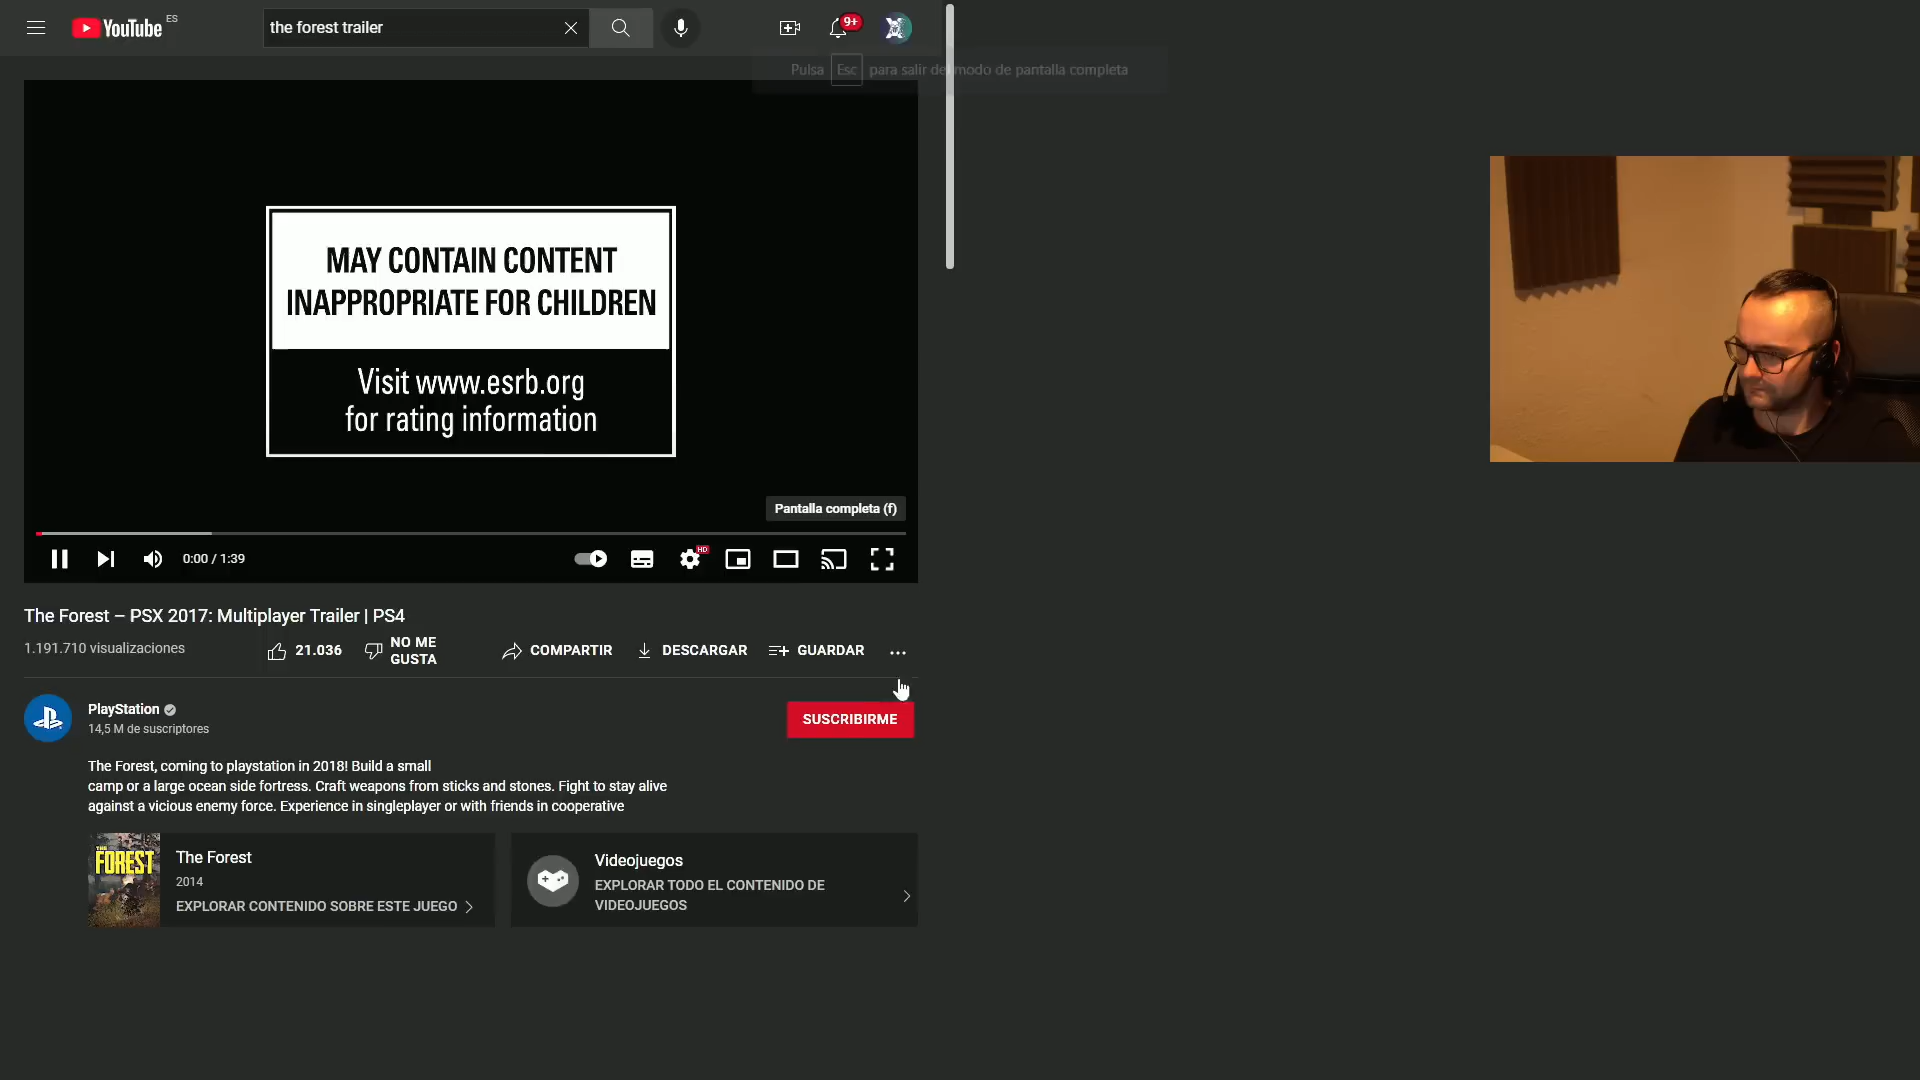 YouTube ES
the forest trailer
9+
Pulsa Esc para salir del modo de pantalla completa
MAY CONTAIN CONTENT
INAPPROPRIATE FOR CHILDREN
Visit www.esrb.org
for rating information
Pantalla completa (f)
0:00 / 1:39
HD
The Forest – PSX 2017: Multiplayer Trailer | PS4
1.191.710 visualizaciones
21.036
NO ME
GUSTA
COMPARTIR
DESCARGAR
GUARDAR
PlayStation
14,5 M de suscriptores
SUSCRIBIRME
The Forest, coming to playstation in 2018! Build a small
camp or a large ocean side fortress. Craft weapons from sticks and stones. Fight to stay alive
against a vicious enemy force. Experience in singleplayer or with friends in cooperative
THE
FOREST
The Forest
2014
EXPLORAR CONTENIDO SOBRE ESTE JUEGO
Videojuegos
EXPLORAR TODO EL CONTENIDO DE
VIDEOJUEGOS